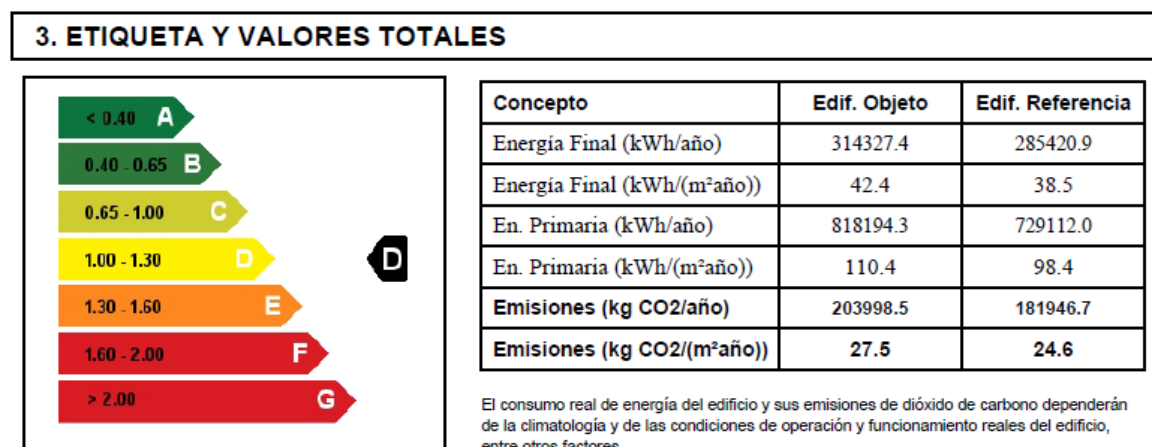 3. ETIQUETA Y VALORES TOTALES
< 0.40 A
0.40 - 0.65 B
0.65 - 1.00 C
1.00 - 1.30 D
D
1.30 - 1.60 E
1.60 - 2.00 F
> 2.00 G
Concepto Edif. Objeto Edif. Referencia
Energía Final (kWh/año) 314327.4 285420.9
Energía Final (kWh/(m²año)) 42.4 38.5
En. Primaria (kWh/año) 818194.3 729112.0
En. Primaria (kWh/(m²año)) 110.4 98.4
Emisiones (kg CO2/año) 203998.5 181946.7
Emisiones (kg CO2/(m²año)) 27.5 24.6
El consumo real de energía del edificio y sus emisiones de dióxido de carbono dependerán
de la climatología y de las condiciones de operación y funcionamiento reales del edificio,
entre otros factores